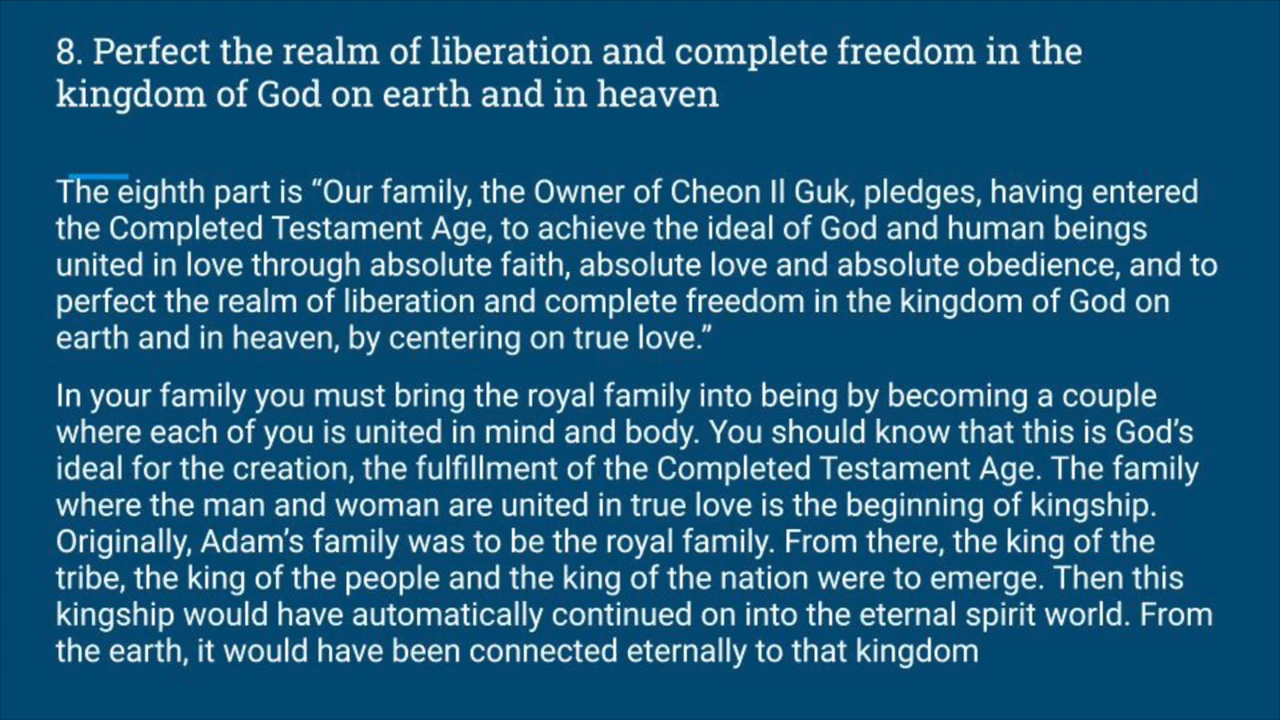 8. Perfect the realm of liberation and complete freedom in the
kingdom of God on earth and in heaven
The eighth part is “Our family, the Owner of Cheon Il Guk, pledges, having entered
the Completed Testament Age, to achieve the ideal of God and human beings
united in love through absolute faith, absolute love and absolute obedience, and to
perfect the realm of liberation and complete freedom in the kingdom of God on
earth and in heaven, by centering on true love.”
In your family you must bring the royal family into being by becoming a couple
where each of you is united in mind and body. You should know that this is God’s
ideal for the creation, the fulfillment of the Completed Testament Age. The family
where the man and woman are united in true love is the beginning of kingship.
Originally, Adam’s family was to be the royal family. From there, the king of the
tribe, the king of the people and the king of the nation were to emerge. Then this
kingship would have automatically continued on into the eternal spirit world. From
the earth, it would have been connected eternally to that kingdom